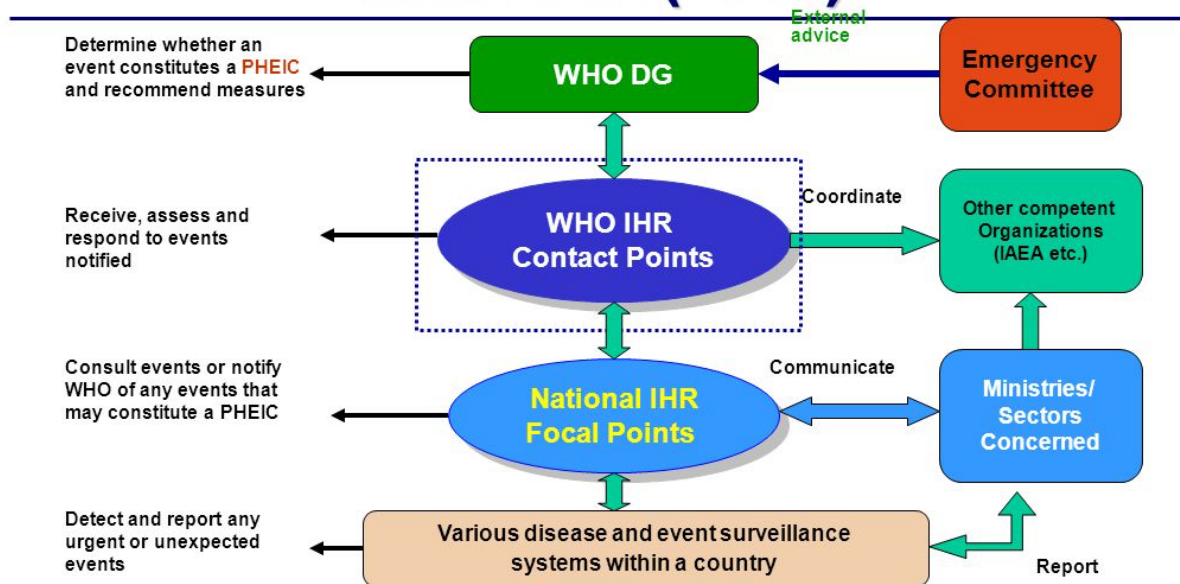 External
advice
Determine whether an
event constitutes a PHEIC
and recommend measures
WHO DG
Emergency
Committee
Receive, assess and
respond to events
notified
WHO IHR
Contact Points
Coordinate
Other competent
Organizations
(IAEA etc.)
Consult events or notify
WHO of any events that
may constitute a PHEIC
National IHR
Focal Points
Communicate
Ministries/
Sectors
Concerned
Detect and report any
urgent or unexpected
events
Various disease and event surveillance
systems within a country
Report